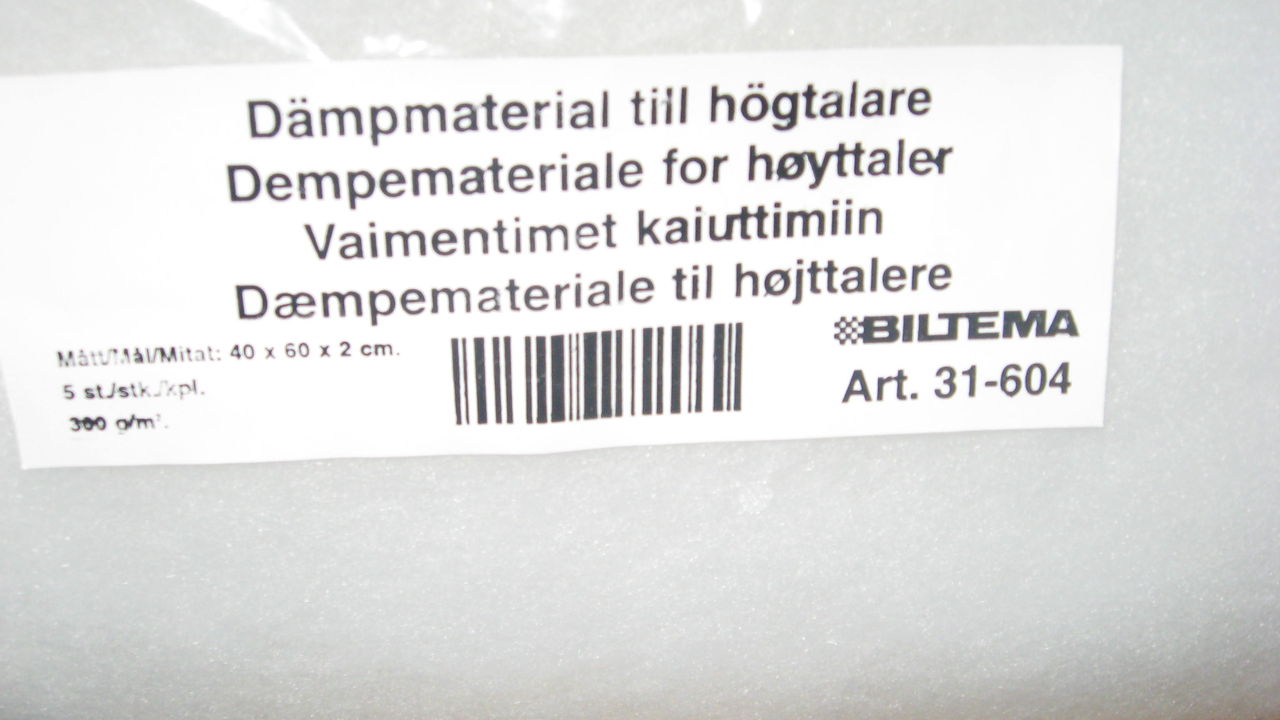 Dämpmaterial till högtalare
Dempemateriale for høyttaler
Vaimentimet kaiuttimiin
Dæmpemateriale til højttalere
Mått/Mål/Mitat: 40 x 60 x 2 cm.
5 st./stk./kpl.
300 g/m².
BILTEMA
Art. 31-604